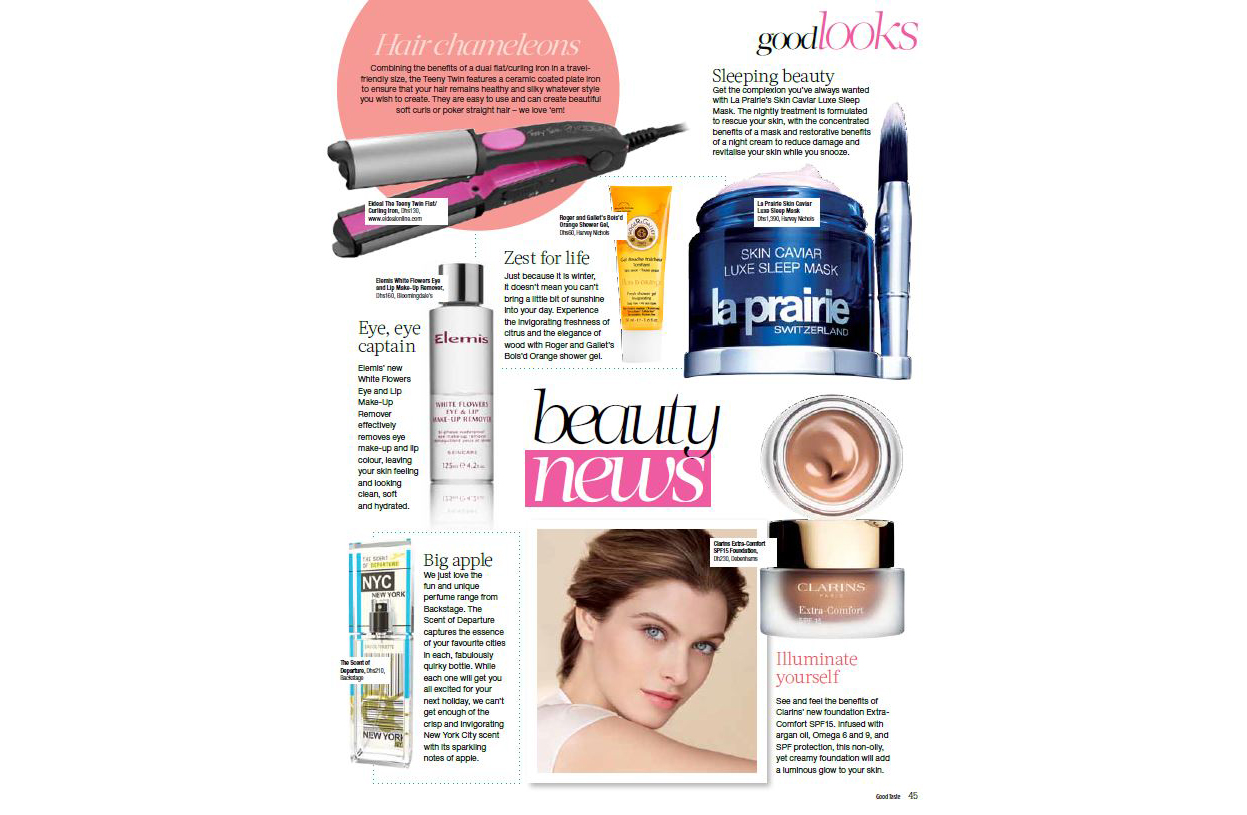 Hair chameleons
Combining the benefits of a dual flat/curling iron in a travel-
friendly size, the Teeny Twin features a ceramic coated plate iron
to ensure that your hair remains healthy and silky whatever style
you wish to create. They are easy to use and can create beautiful
soft curls or poker straight hair – we love 'em!
Teeny Twin
Ekleal The Teeny Twin Flat/
Curling Iron, Dhs130,
goodlooks
Sleeping beauty
Get the complexion you've always wanted
with La Prairie's Skin Caviar Luxe Sleep
Mask. The nightly treatment is formulated
to rescue your skin, with the concentrated
benefits of a mask and restorative benefits
of a night cream to reduce damage and
revitalise your skin while you snooze.
La Prairie Skin Caviar
Luxe Sleep Mask
Dhs1,390, Harvey Nichols
SKIN CAVIAR
LUXE SLEEP MASK
la prairie
SWITZERLAND
Roger and Gallet's Bois'd
Orange Shower Gel,
Dhs60, Harvey Nichols
Zest for life
Just because it is winter,
it doesn't mean you can't
bring a little bit of sunshine
into your day. Experience
the invigorating freshness of
citrus and the elegance of
wood with Roger and Gallet's
Bois'd Orange shower gel.
Elemis White Flowers Eye
and Lip Make-Up Remover,
Dhs160, Bloomingdale's
Eye, eye
captain
Elemis' new
White Flowers
Eye and Lip
Make-Up
Remover
effectively
removes eye
make-up and lip
colour, leaving
your skin feeling
and looking
clean, soft
and hydrated.
Elemis
WHITE FLOWERS
EYE & LIP
MAKE-UP REMOVER
SKINCARE
125ml e 4.2
beauty
news
Big apple
We just love the
fun and unique
perfume range from
Backstage. The
Scent of Departure
captures the essence
of your favourite cities
in each, fabulously
quirky bottle. While
each one will get you
all excited for your
next holiday, we can't
get enough of the
crisp and invigorating
New York City scent
with its sparkling
notes of apple.
THE SCENT
OF DEPARTURE
NYC
NEW YORK
The Scent of
Departure, Dhs210,
Backstage
NEW YORK
Clarins Extra-Comfort
SPF15 Foundation,
Dh230, Debenhams
CLARINS
PARIS
Extra-Comfort
SPF 15
Illuminate
yourself
See and feel the benefits of
Clarins' new foundation Extra-
Comfort SPF15. Infused with
argan oil, Omega 6 and 9, and
SPF protection, this non-oily,
yet creamy foundation will add
a luminous glow to your skin.
Good Taste 45